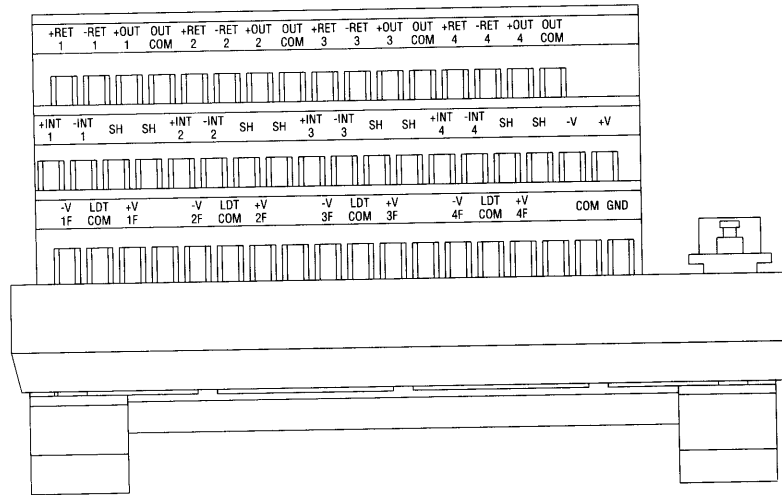 +RET -RET +OUT OUT +RET -RET +OUT OUT +RET -RET +OUT OUT +RET -RET +OUT OUT
1 1 1 COM 2 2 2 COM 3 3 3 COM 4 4 4 COM
+INT -INT SH SH +INT -INT SH SH +INT -INT SH SH +INT -INT SH SH -V +V
1 1 2 2 3 3 4 4
-V LDT +V -V LDT +V -V LDT +V -V LDT +V COM GND
1F COM 1F 2F COM 2F 3F COM 3F 4F COM 4F